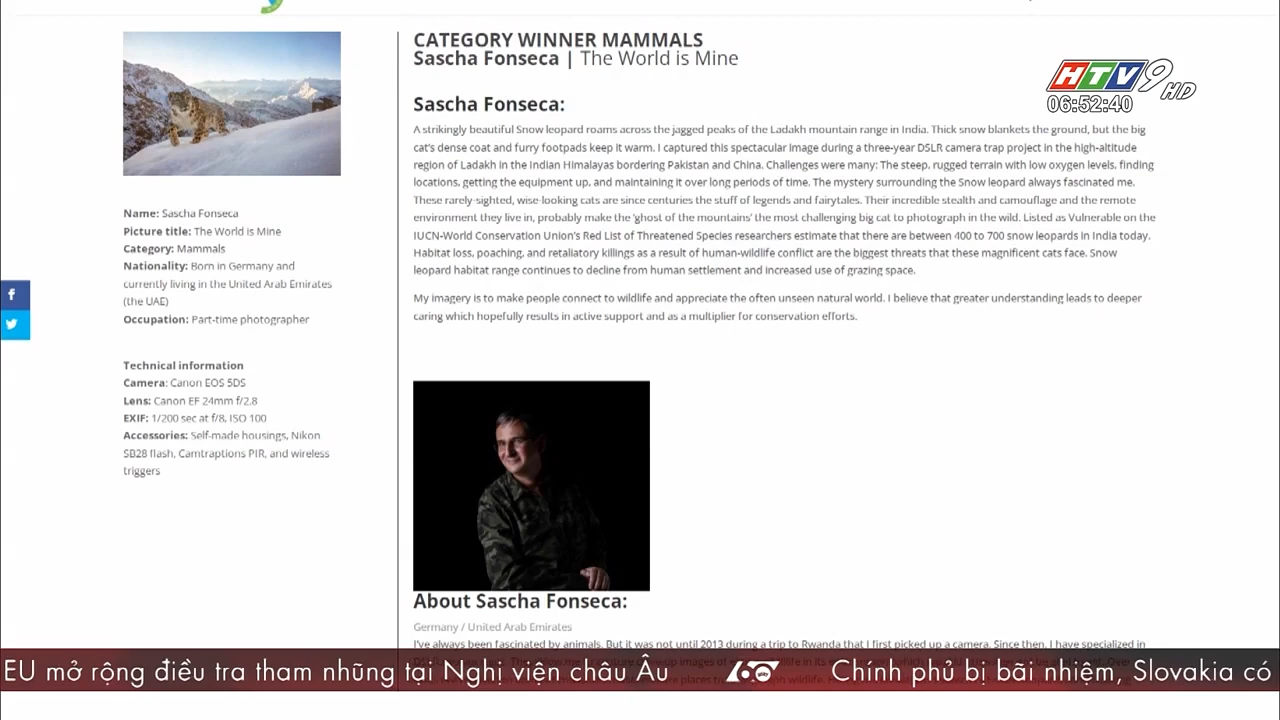 CATEGORY WINNER MAMMALS
Sascha Fonseca | The World is Mine
HTV9 HD
06:52:40
Sascha Fonseca:
A strikingly beautiful Snow leopard roams across the jagged peaks of the Ladakh mountain range in India. Thick snow blankets the ground, but the big
cat's dense coat and furry footpads keep it warm. I captured this spectacular image during a three-year DSLR camera trap project in the high-altitude
region of Ladakh in the Indian Himalayas bordering Pakistan and China. Challenges were many: The steep, rugged terrain with low oxygen levels, finding
locations, getting the equipment up, and maintaining it over long periods of time. The mystery surrounding the Snow leopard always fascinated me.
These rarely-sighted, wise-looking cats are since centuries the stuff of legends and fairytales. Their incredible stealth and camouflage and the remote
environment they live in, probably make the 'ghost of the mountains' the most challenging big cat to photograph in the wild. Listed as Vulnerable on the
IUCN-World Conservation Union's Red List of Threatened Species researchers estimate that there are between 400 to 700 snow leopards in India today.
Habitat loss, poaching, and retaliatory killings as a result of human-wildlife conflict are the biggest threats that these magnificent cats face. Snow
leopard habitat range continues to decline from human settlement and increased use of grazing space.
My imagery is to make people connect to wildlife and appreciate the often unseen natural world. I believe that greater understanding leads to deeper
caring which hopefully results in active support and as a multiplier for conservation efforts.
Name: Sascha Fonseca
Picture title: The World is Mine
Category: Mammals
Nationality: Born in Germany and
currently living in the United Arab Emirates
(the UAE)
Occupation: Part-time photographer
Technical information
Camera: Canon EOS 5DS
Lens: Canon EF 24mm f/2.8
EXIF: 1/200 sec at f/8, ISO 100
Accessories: Self-made housings, Nikon
SB28 flash, Camtraptions PIR, and wireless
triggers
About Sascha Fonseca:
Germany / United Arab Emirates
I've always been fascinated by animals. But it was not until 2013 during a trip to Rwanda that I first picked up a camera. Since then, I have specialized in
EU mở rộng điều tra tham nhũng tại Nghị viện châu Âu
60 giây
Chính phủ bị bãi nhiệm, Slovakia có